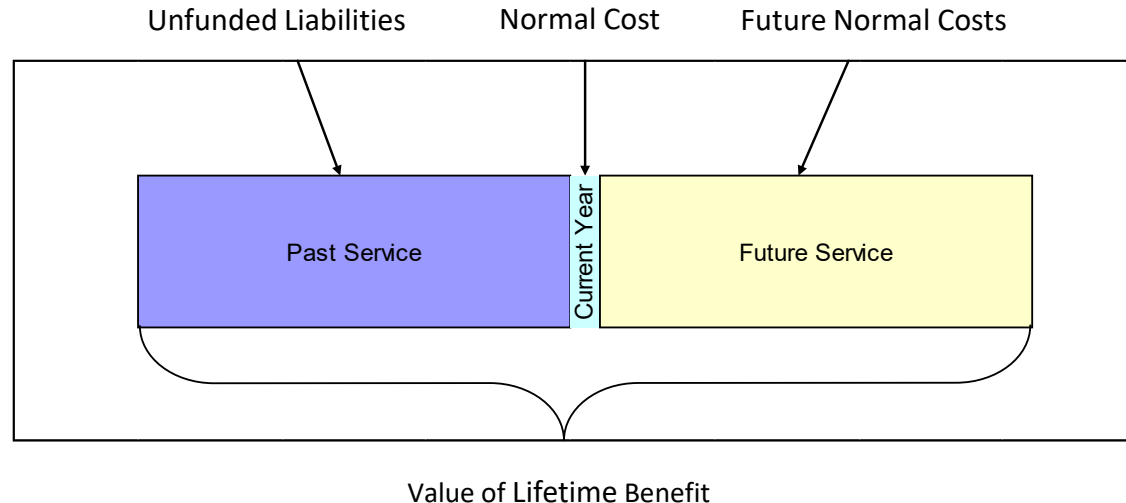 Unfunded Liabilities
Normal Cost
Future Normal Costs
Past Service
Current Year
Future Service
Value of Lifetime Benefit